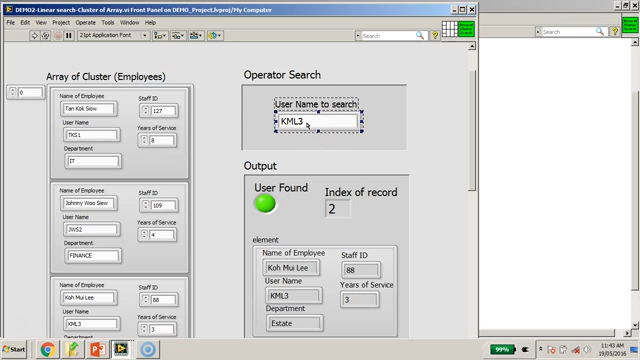 DEMO2-Linear search-Cluster of Array.vi Front Panel on DEMO_Project.lvproj/My Computer
File Edit View Project Operate Tools Window Help
21pt Application Font
Search
Search
Array of Cluster (Employees)
0
Name of Employee
Staff ID
Tan Kok Siow
127
User Name
Years of Service
TKS1
8
Department
IT
Name of Employee
Staff ID
Johnny Woo Siew
109
User Name
Years of Service
JWS2
4
Department
FINANCE
Name of Employee
Staff ID
Koh Mui Lee
88
User Name
Years of Service
KML3
3
Department
Operator Search
User Name to search
KML3
Output
User Found
Index of record
2
element
Name of Employee
Staff ID
Koh Mui Lee
88
User Name
Years of Service
KML3
3
Department
Estate
Start
99%
11:43 AM
19/05/2016